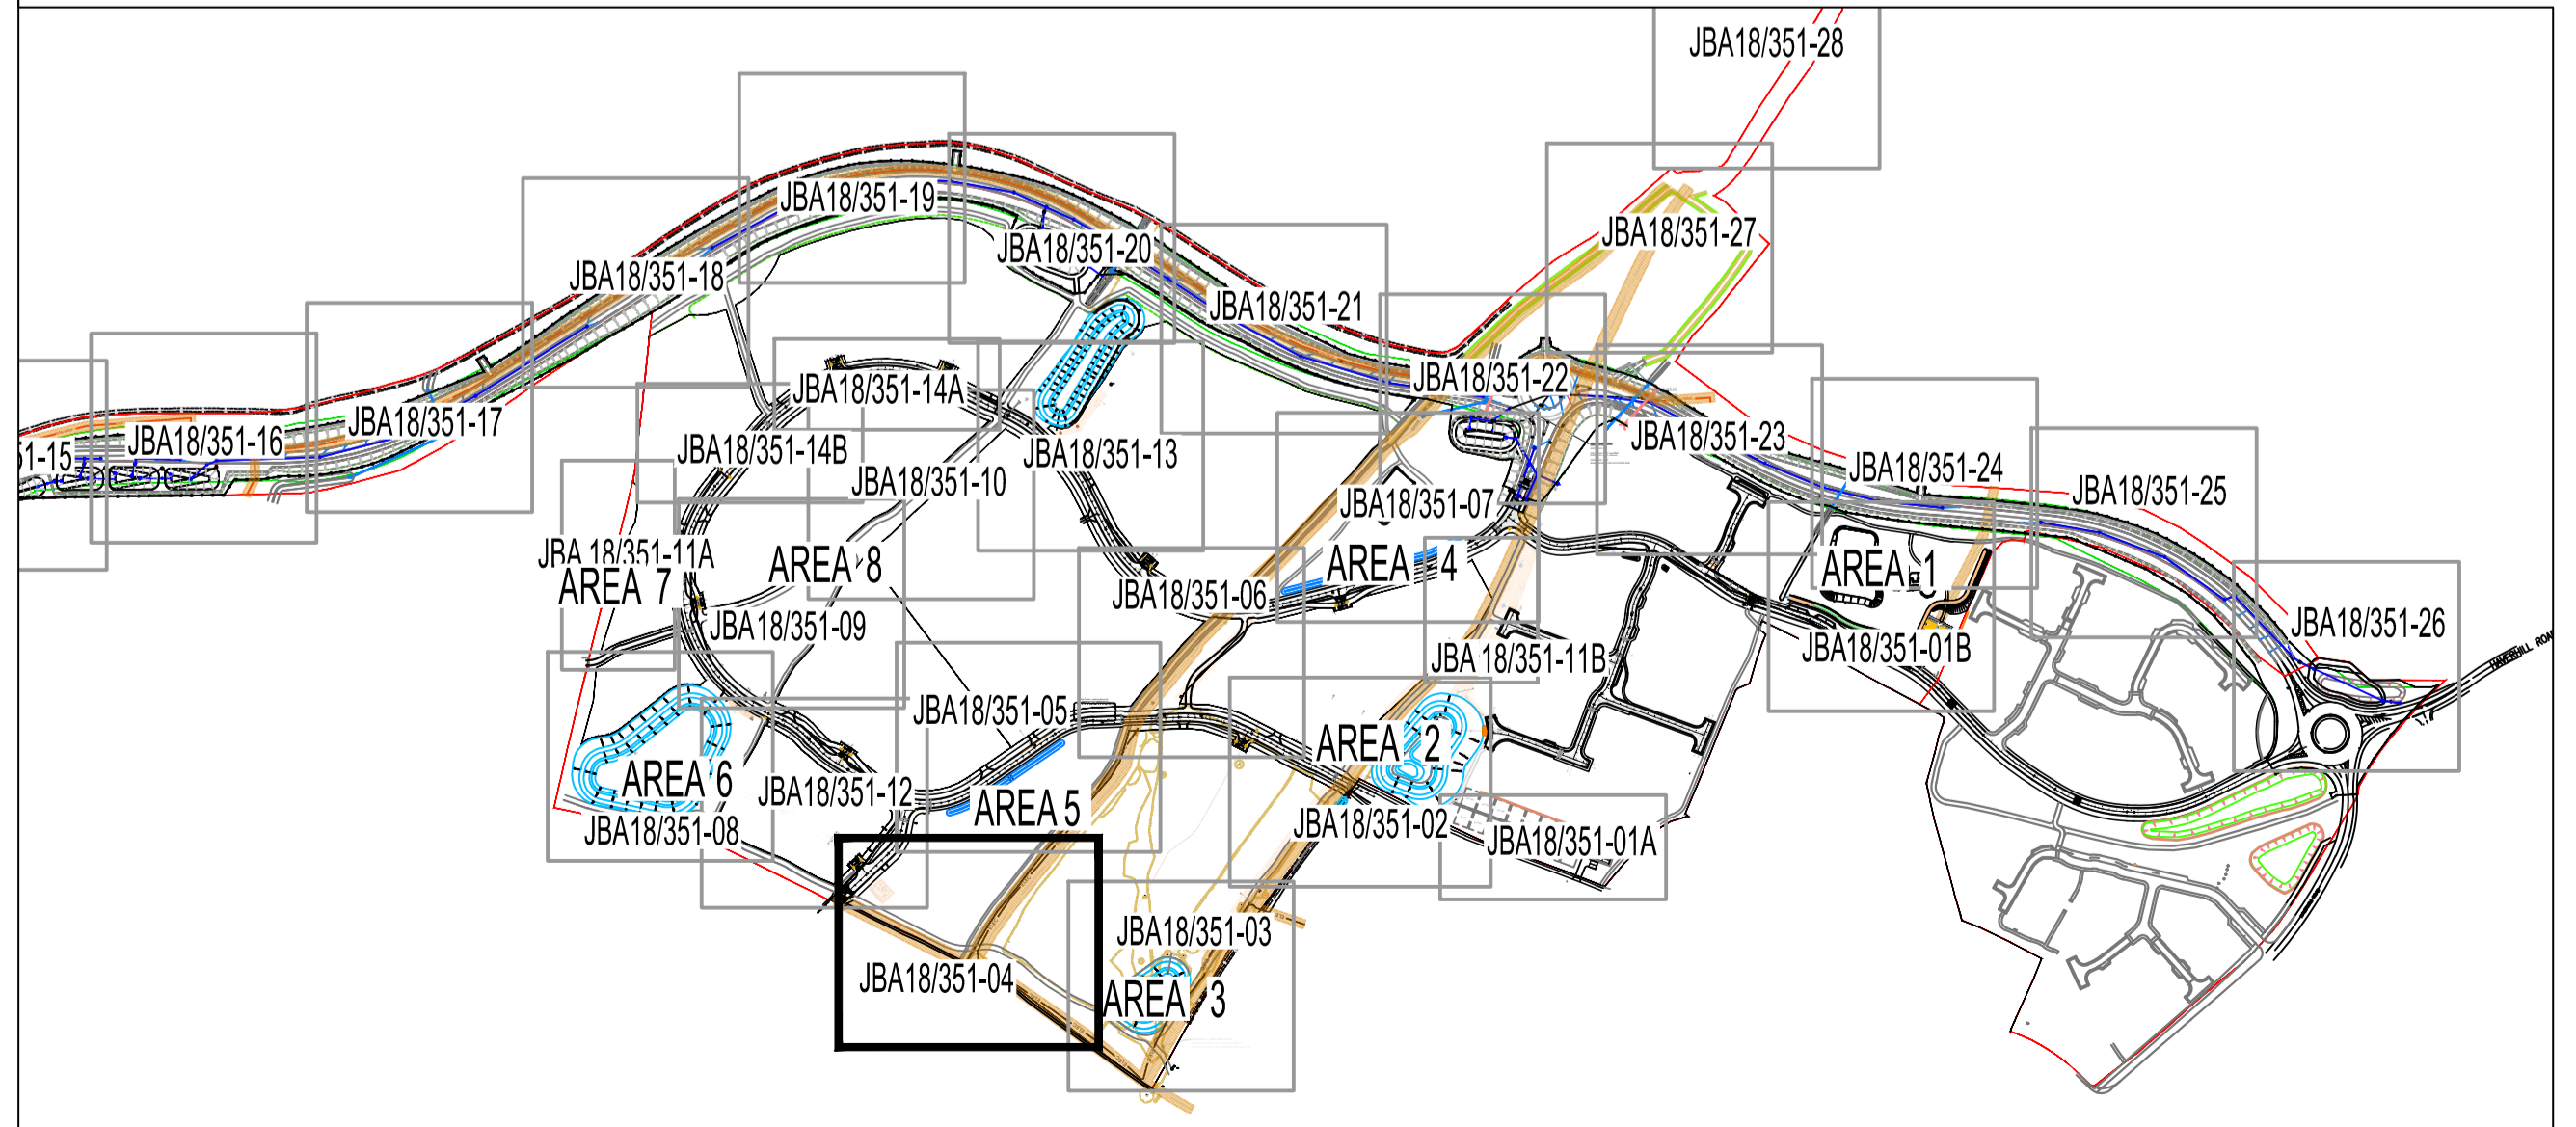 JBA18/351-28
JBA18/351-19
JBA18/351-27
JBA18/351-20
JBA18/351-18
JBA18/351-21
JBA18/351-22
JBA18/351-14A
JBA18/351-17
JBA18/351-16
51-15
JBA18/351-14B
JBA18/351-13
JBA18/351-23
JBA18/351-10
JBA18/351-24
JBA18/351-25
JBA18/351-07
JBA 18/351-11A
AREA 7
AREA 8
AREA 4
AREA 1
JBA18/351-06
JBA18/351-09
JBA18/351-26
HAVERHILL ROAD
JBA 18/351-11B
JBA18/351-01B
JBA18/351-05
AREA 2
AREA 6
JBA18/351-12
AREA 5
JBA18/351-08
JBA18/351-02
JBA18/351-01A
JBA18/351-03
JBA18/351-04
AREA 3